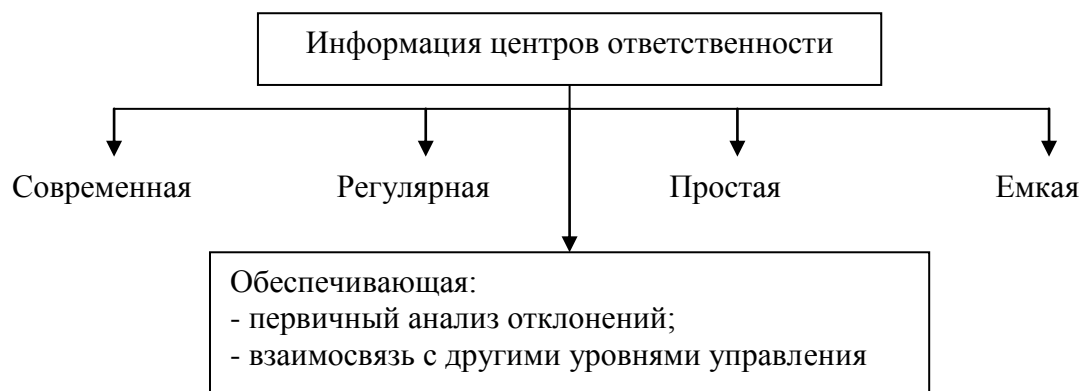 Информация центров ответственности
Современная Регулярная Простая Емкая
Обеспечивающая:
- первичный анализ отклонений;
- взаимосвязь с другими уровнями управления